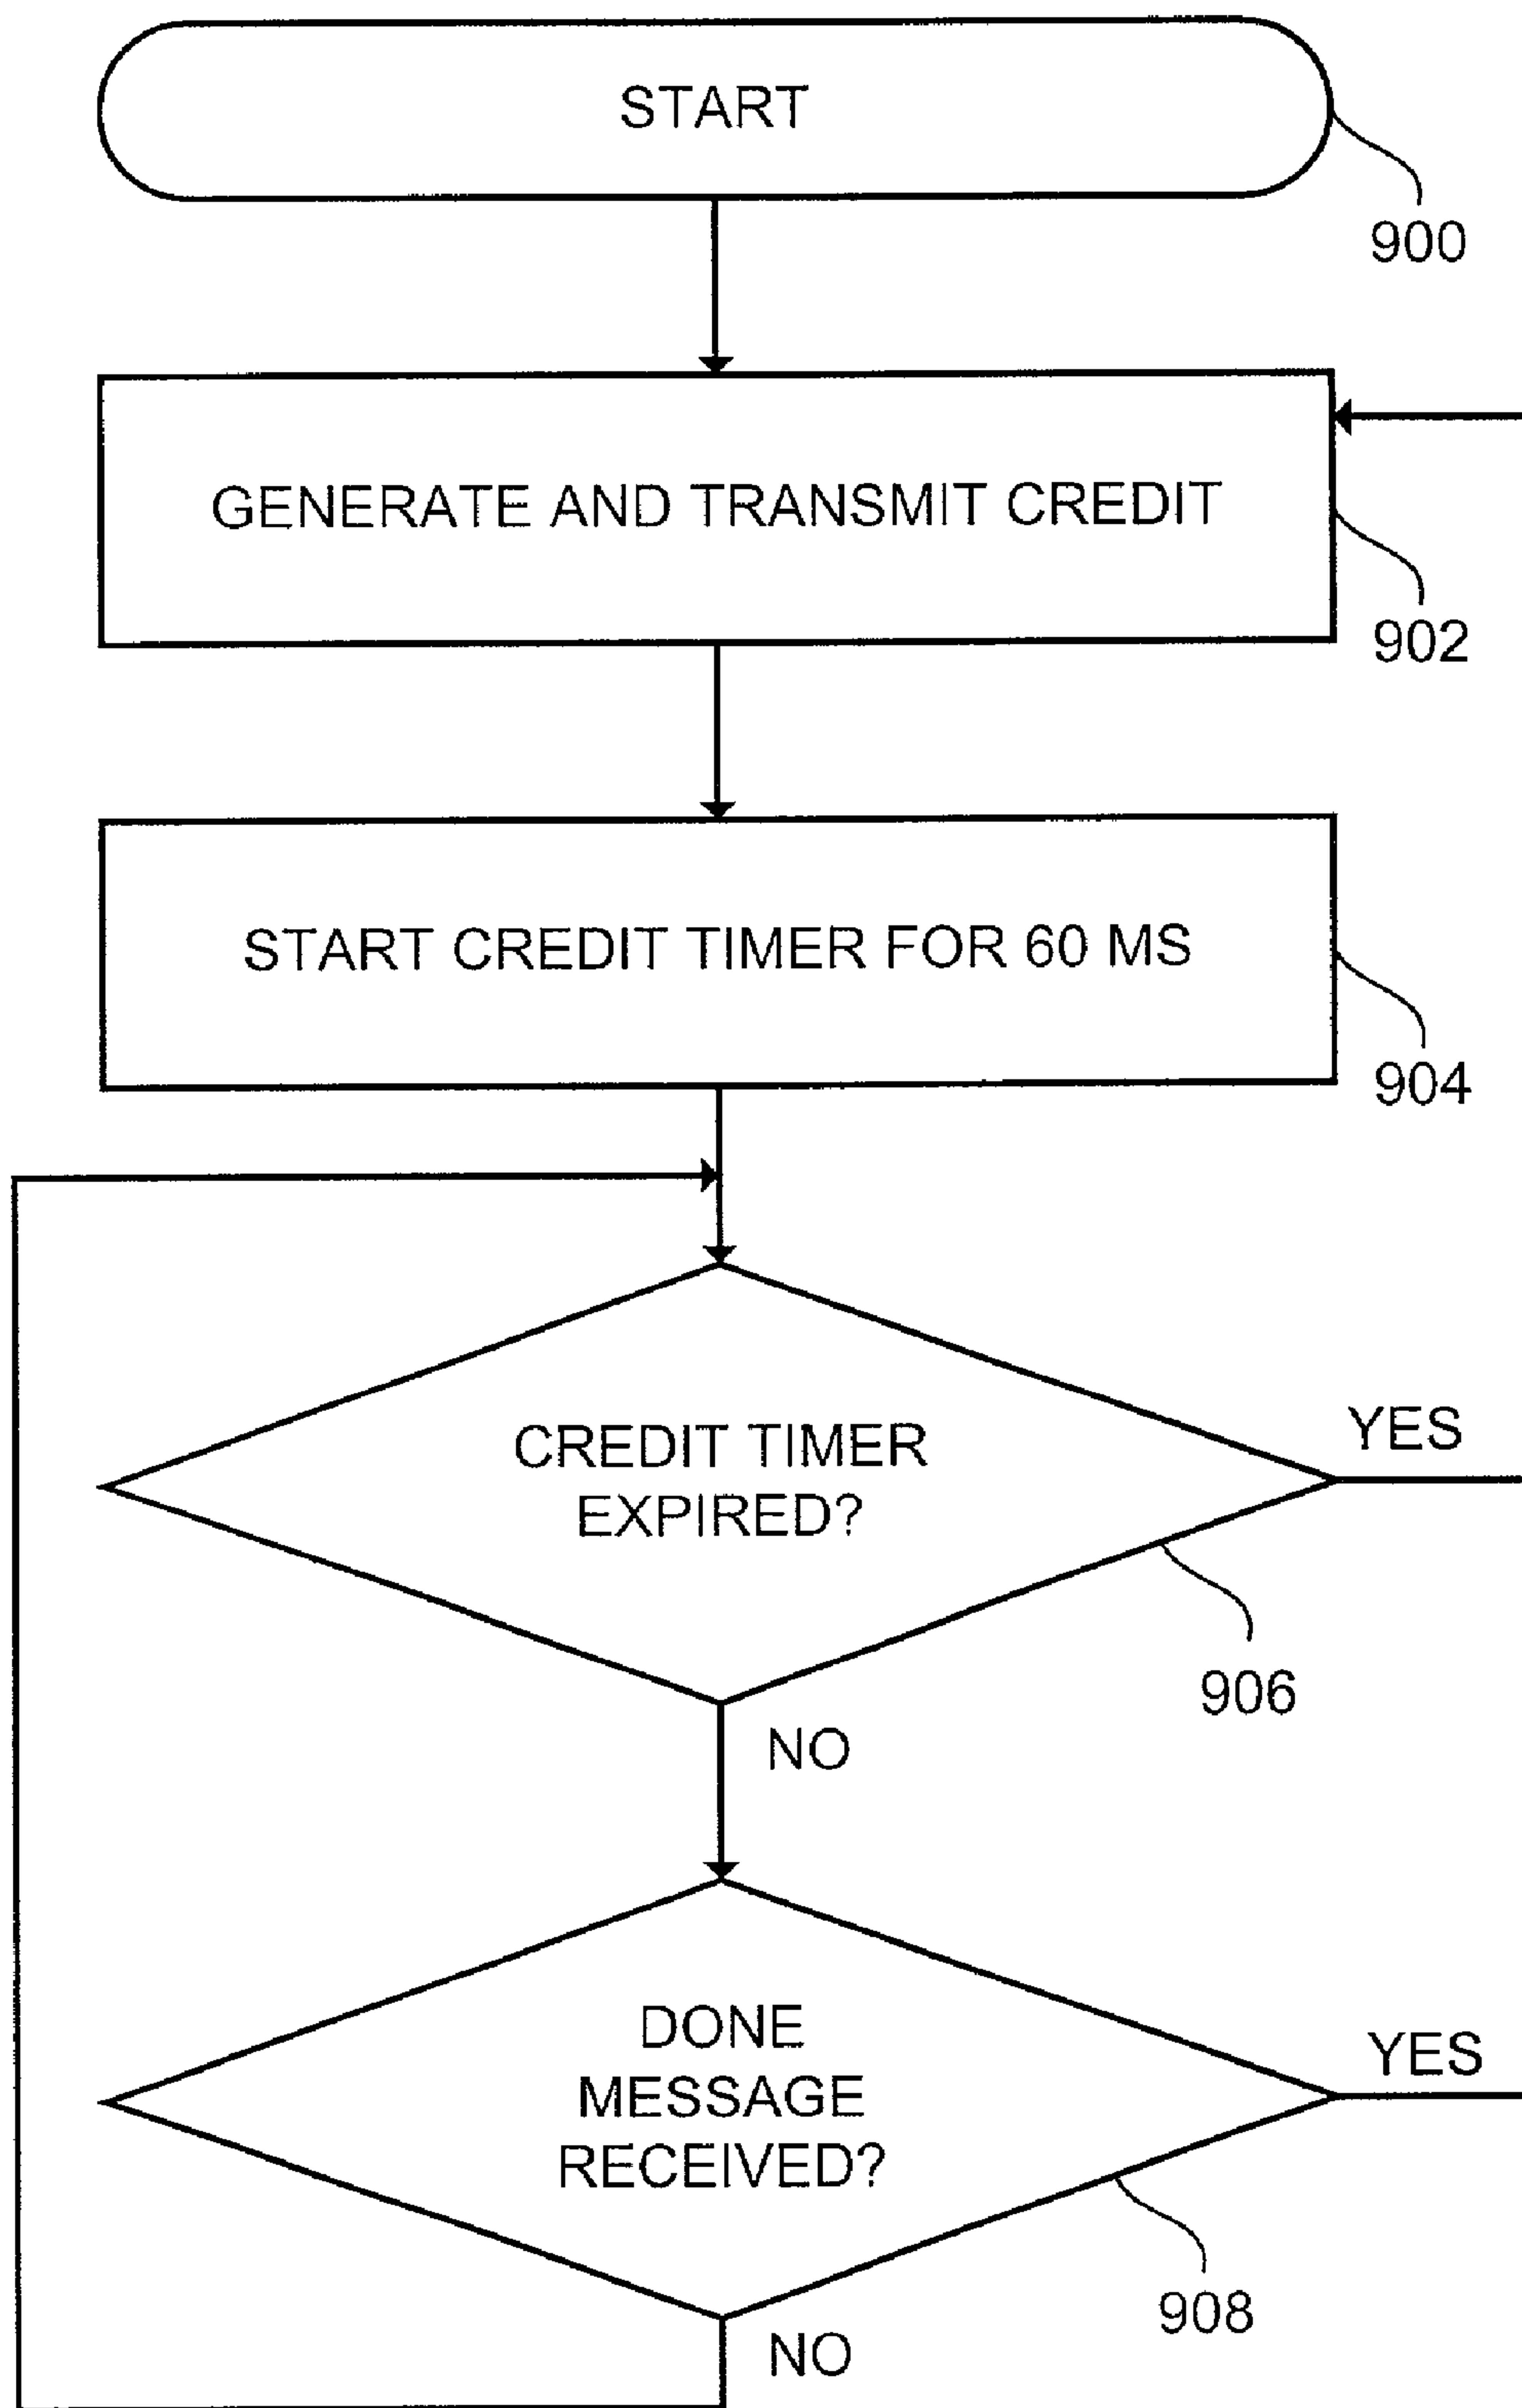 START
900
GENERATE AND TRANSMIT CREDIT
902
START CREDIT TIMER FOR 60 MS
904
CREDIT TIMER
EXPIRED?
YES
906
NO
DONE
MESSAGE
RECEIVED?
YES
908
NO